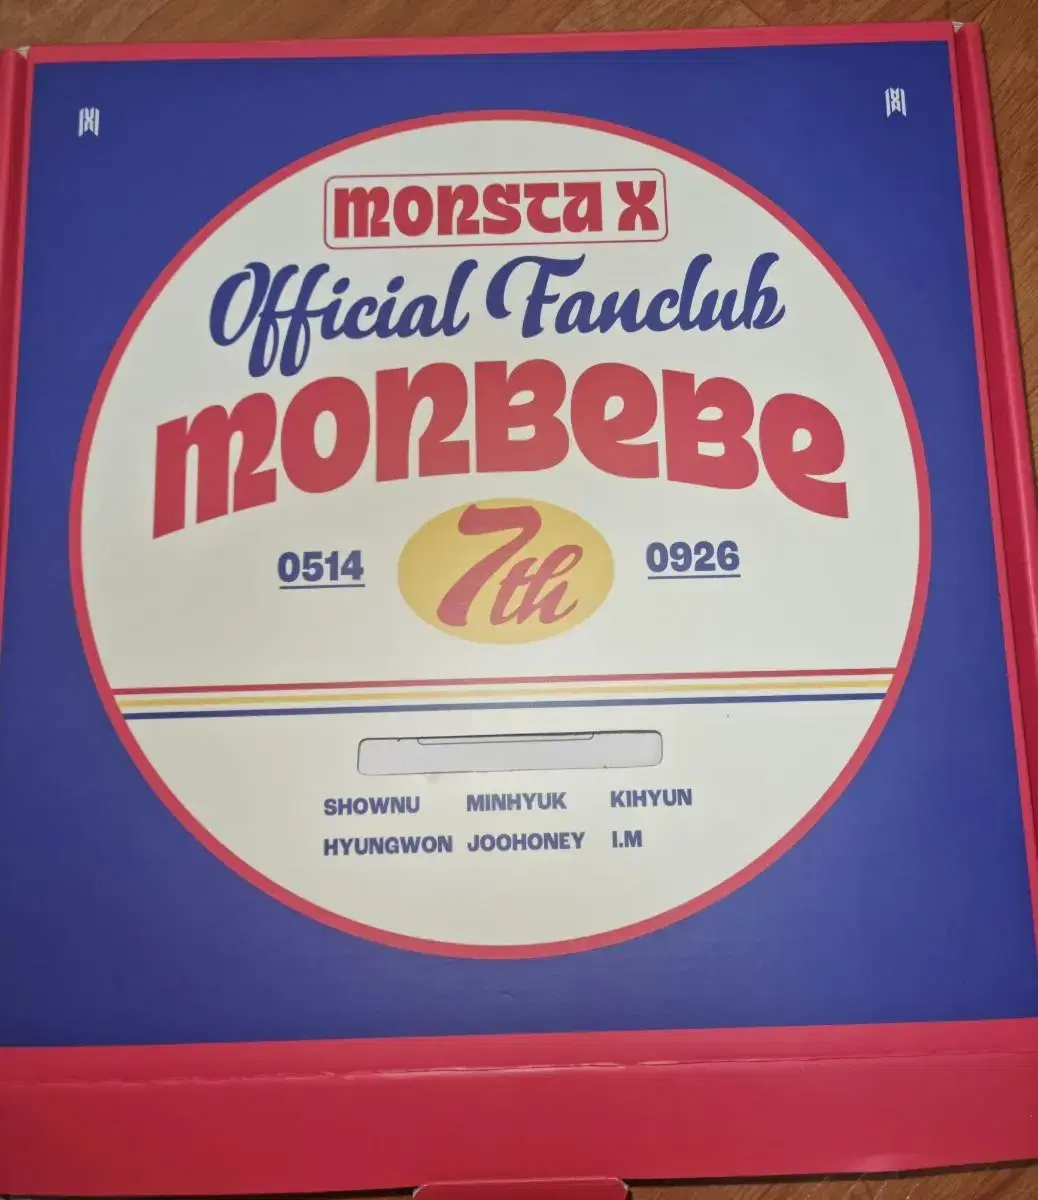 MONSTA X
Official Fanclub
MONBEBE
0514 7th 0926
SHOWNU MINHYUK KIHYUN
HYUNGWON JOOHONEY I.M